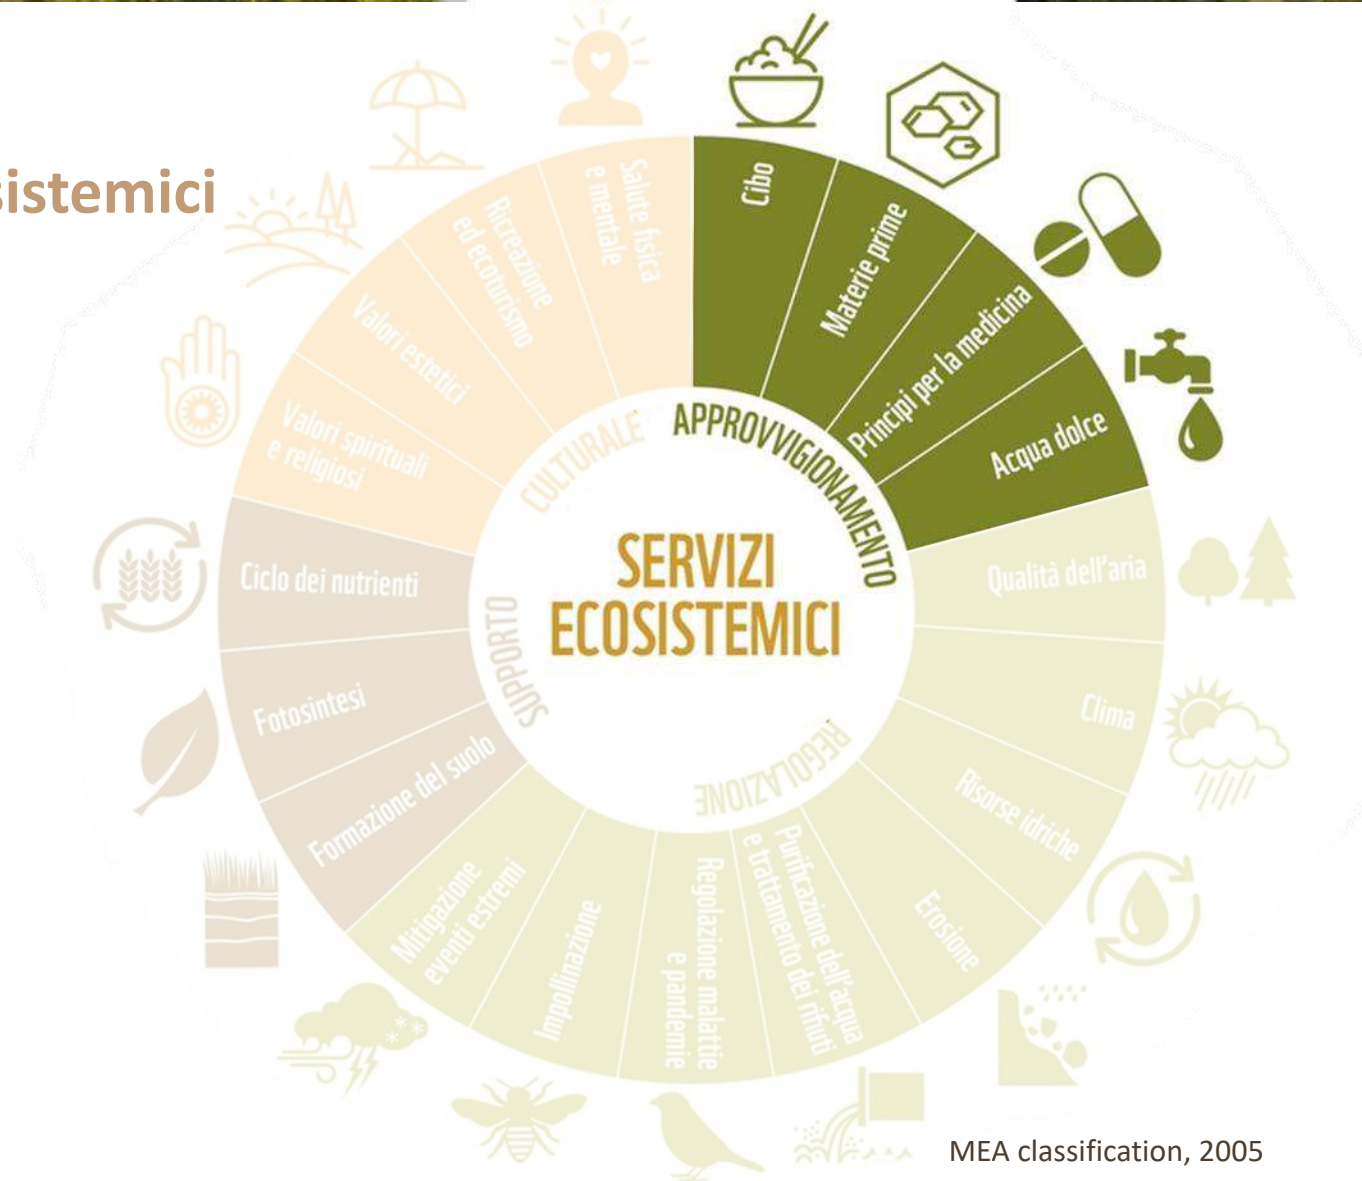 sistemici
SERVIZI
ECOSISTEMICI
APPROVVIGIONAMENTO
Cibo
Materie prime
Principi per la medicina
Acqua dolce
REGOLAZIONE
Qualità dell'aria
Clima
Risorse idriche
Erosione
Purificazione dell'acqua
e trattamento dei rifiuti
Regolazione malattie
e pandemie
Impollinazione
Mitigazione
eventi estremi
SUPPORTO
Formazione del suolo
Fotosintesi
Ciclo dei nutrienti
CULTURALE
Valori spirituali
e religiosi
Valori estetici
Ricreazione
ed ecoturismo
Salute fisica
e mentale
MEA classification, 2005